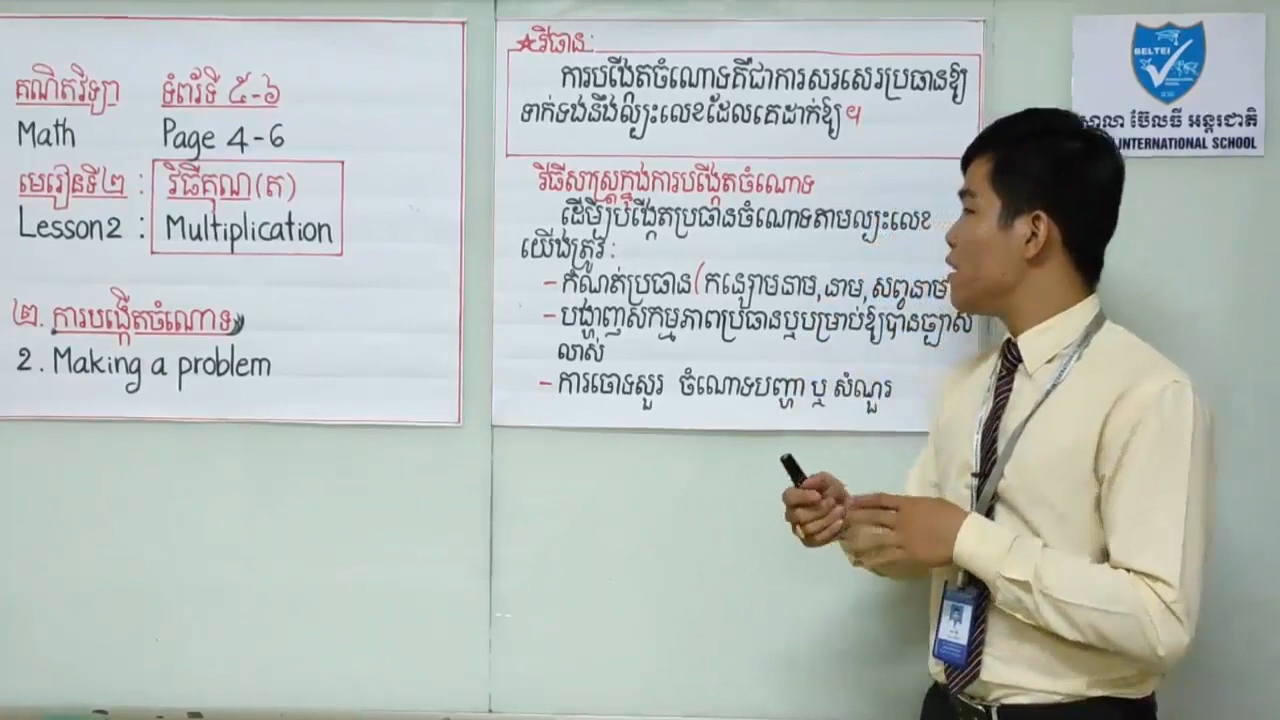 គណិតវិទ្យា ទំព័រទី ៥-៦
Math Page 4-6
មេរៀនទី២ : វិធីគុណ(ត)
Lesson2 : Multiplication
២. ការបង្កើតចំណោទ
2. Making a problem
★វិធាន:
ការបង្កើតចំណោទគឺជាការសរសេរប្រធានឱ្យ
ទាក់ទងនឹងល្បះលេខដែលគេដាក់ឱ្យ។
វិធីសាស្ត្រក្នុងការបង្កើតចំណោទ
ដើម្បីបង្កើតប្រធានចំណោទតាមល្បះលេខ
យើងត្រូវ:
-កំណត់ប្រធាន(កន្សោមនាម, នាម, សព្វនាម
-បង្ហាញសកម្មភាពប្រធានឬបម្រាប់ឱ្យបានច្បាស់
លាស់
-ការចោទសួរ ចំណោទបញ្ហា ឬ សំណួរ
BELTEI
សាលា ប៊ែលធី អន្តរជាតិ
INTERNATIONAL SCHOOL